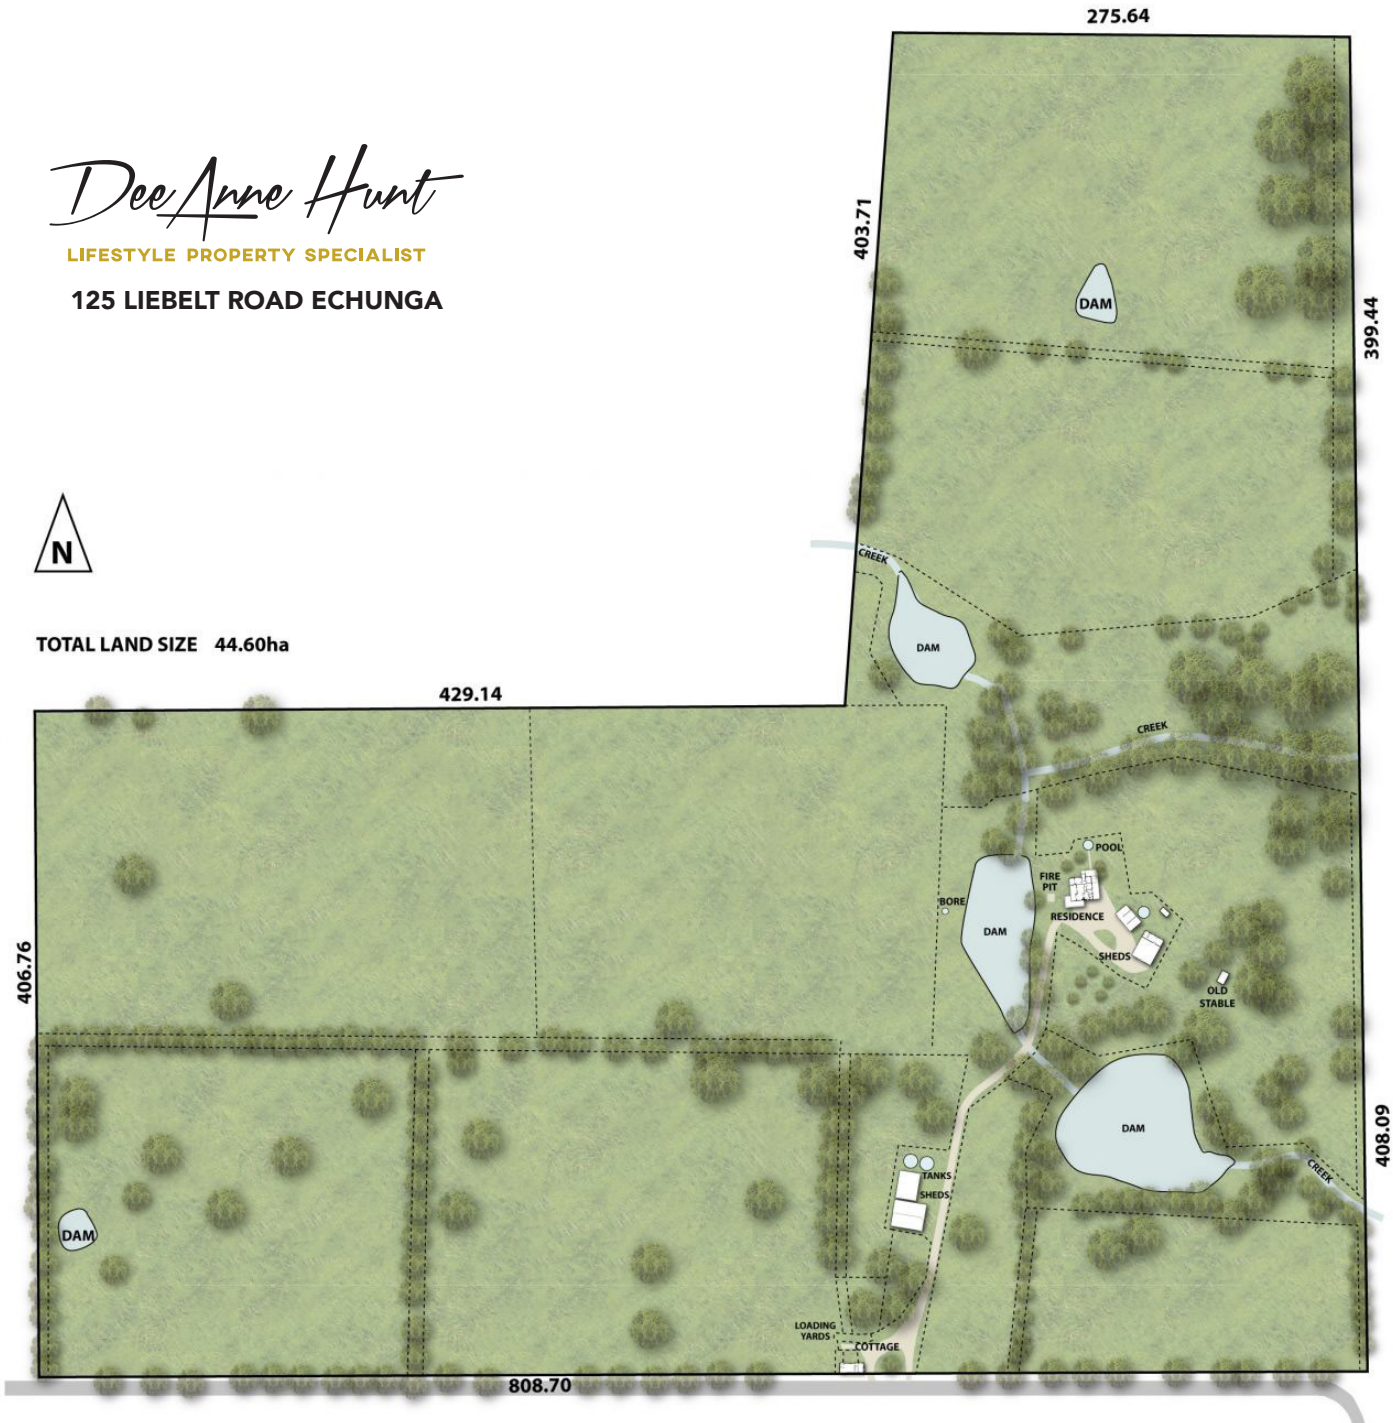 275.64
DeeAnne Hunt
LIFESTYLE PROPERTY SPECIALIST
125 LIEBELT ROAD ECHUNGA
403.71
DAM
399.44
N
CREEK
TOTAL LAND SIZE 44.60ha
DAM
429.14
CREEK
POOL
FIRE
PIT
BORE
RESIDENCE
DAM
SHEDS
406.76
OLD
STABLE
DAM
408.09
CREEK
TANKS
SHEDS
DAM
LOADING
YARDS
COTTAGE
808.70